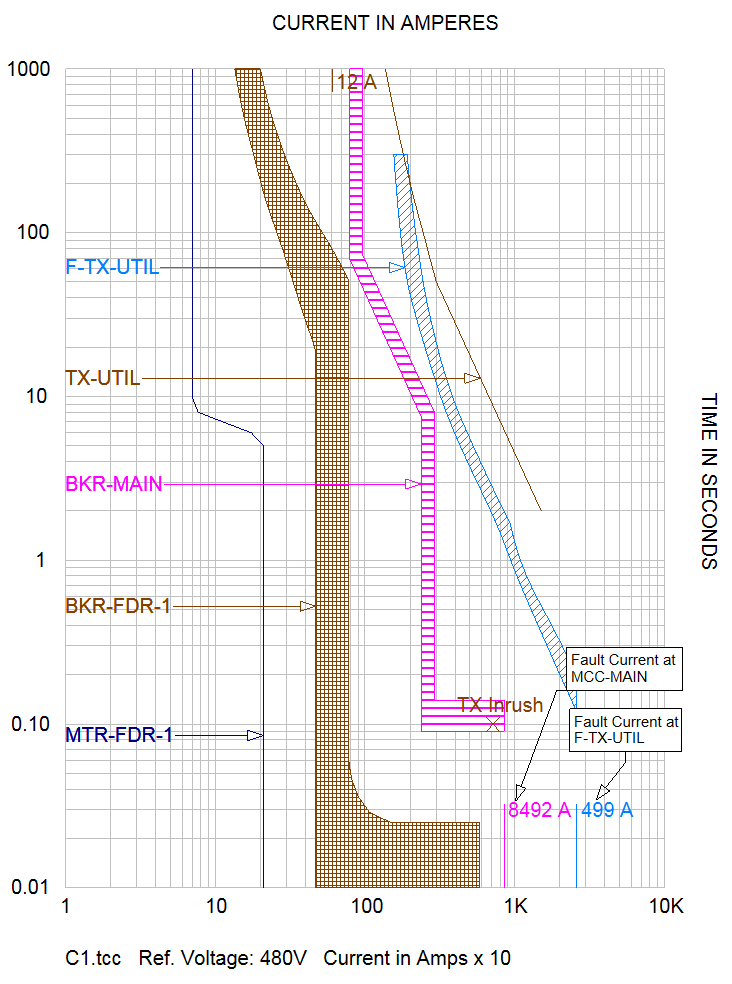 CURRENT IN AMPERES
1000
12 A
100
F-TX-UTIL
TX-UTIL
10
TIME IN SECONDS
BKR-MAIN
1
BKR-FDR-1
Fault Current at
MCC-MAIN
TX Inrush
0.10
Fault Current at
F-TX-UTIL
MTR-FDR-1
8492 A
499 A
0.01
1
10
100
1K
10K
C1.tcc Ref. Voltage: 480V Current in Amps x 10